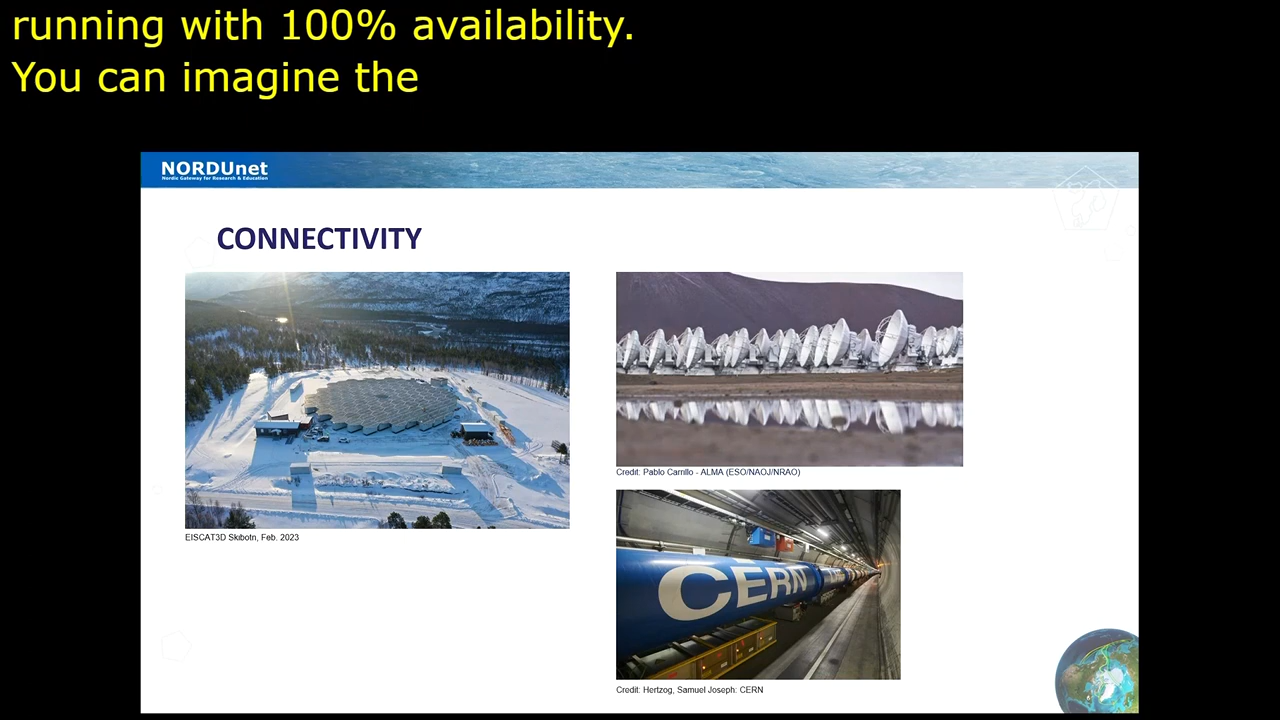 running with 100% availability.
You can imagine the
NORDUnet
Nordic Gateway for Research & Education
CONNECTIVITY
Credit: Pablo Carrillo - ALMA (ESO/NAOJ/NRAO)
EISCAT3D Skibotn, Feb. 2023
CERN
Credit: Hertzog, Samuel Joseph: CERN